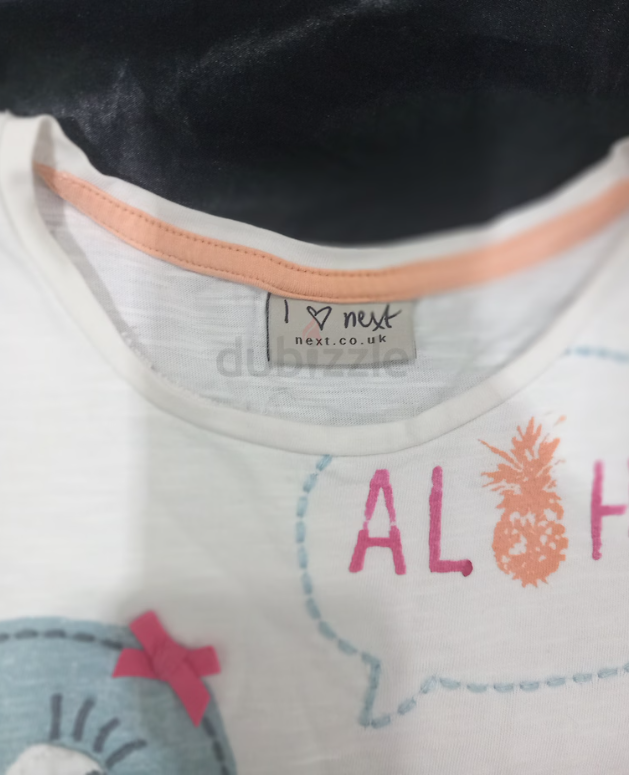 I ♡ next
next.co.uk
dubizzle
AL🍍H